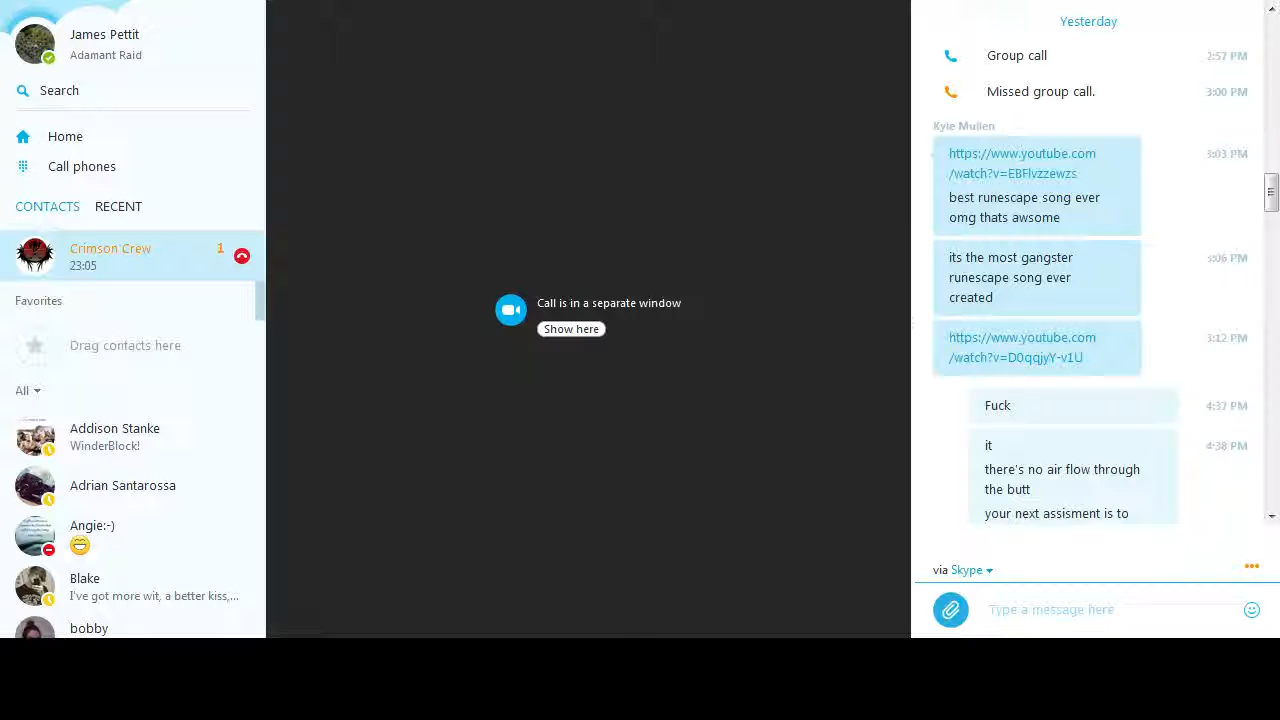 James Pettit
Adamant Raid
Search
Home
Call phones
CONTACTS RECENT
Crimson Crew 1
23:05
Favorites
Drag contacts here
All
Addison Stanke
WinderBlock!
Adrian Santarossa
Angie:-)
Blake
I've got more wit, a better kiss,...
bobby
Call is in a separate window
Show here
Yesterday
Group call 2:57 PM
Missed group call. 3:00 PM
Kyle Mullen
https://www.youtube.com 3:03 PM
/watch?v=EBFlvzzewzs
best runescape song ever
omg thats awsome
its the most gangster 3:06 PM
runescape song ever
created
https://www.youtube.com 3:12 PM
/watch?v=D0qqjyY-v1U
Fuck 4:37 PM
it 4:38 PM
there's no air flow through
the butt
your next assisment is to
via Skype
Type a message here